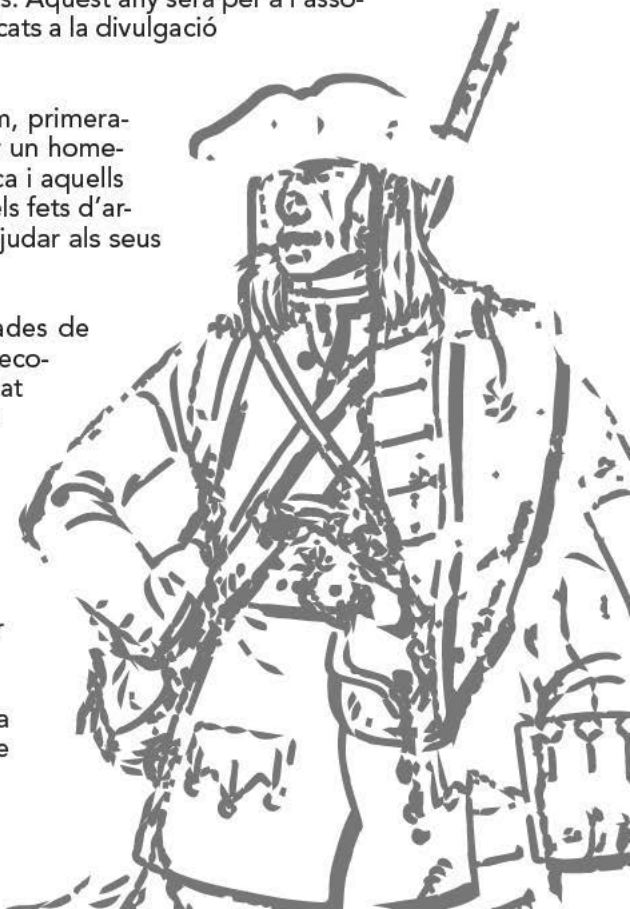 s. Aquest any serà per a l'asso-
cats a la divulgació
m, primera-
r un home-
ca i aquells
els fets d'ar-
judar als seus
ades de
eco-
at
r
a
e